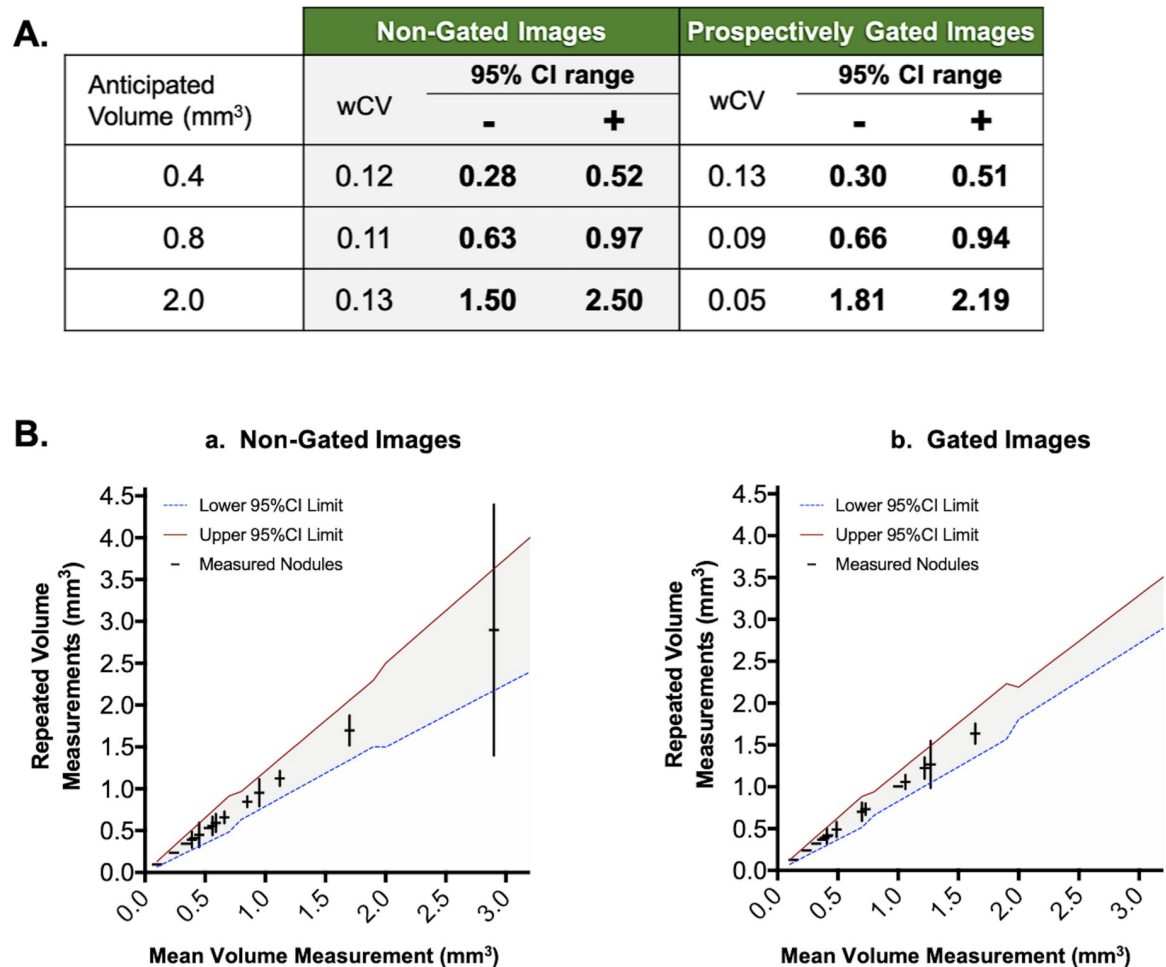 A.
Non-Gated Images Prospectively Gated Images
Anticipated Volume (mm³) wCV 95% CI range wCV 95% CI range
- + - +
0.4 0.12 0.28 0.52 0.13 0.30 0.51
0.8 0.11 0.63 0.97 0.09 0.66 0.94
2.0 0.13 1.50 2.50 0.05 1.81 2.19
B.
a. Non-Gated Images
Repeated Volume
Measurements (mm³)
4.5
4.0
3.5
3.0
2.5
2.0
1.5
1.0
0.5
0.0
Lower 95%CI Limit
Upper 95%CI Limit
Measured Nodules
0.0 0.5 1.0 1.5 2.0 2.5 3.0
Mean Volume Measurement (mm³)
b. Gated Images
Repeated Volume
Measurements (mm³)
4.5
4.0
3.5
3.0
2.5
2.0
1.5
1.0
0.5
0.0
Lower 95%CI Limit
Upper 95%CI Limit
Measured Nodules
0.0 0.5 1.0 1.5 2.0 2.5 3.0
Mean Volume Measurement (mm³)